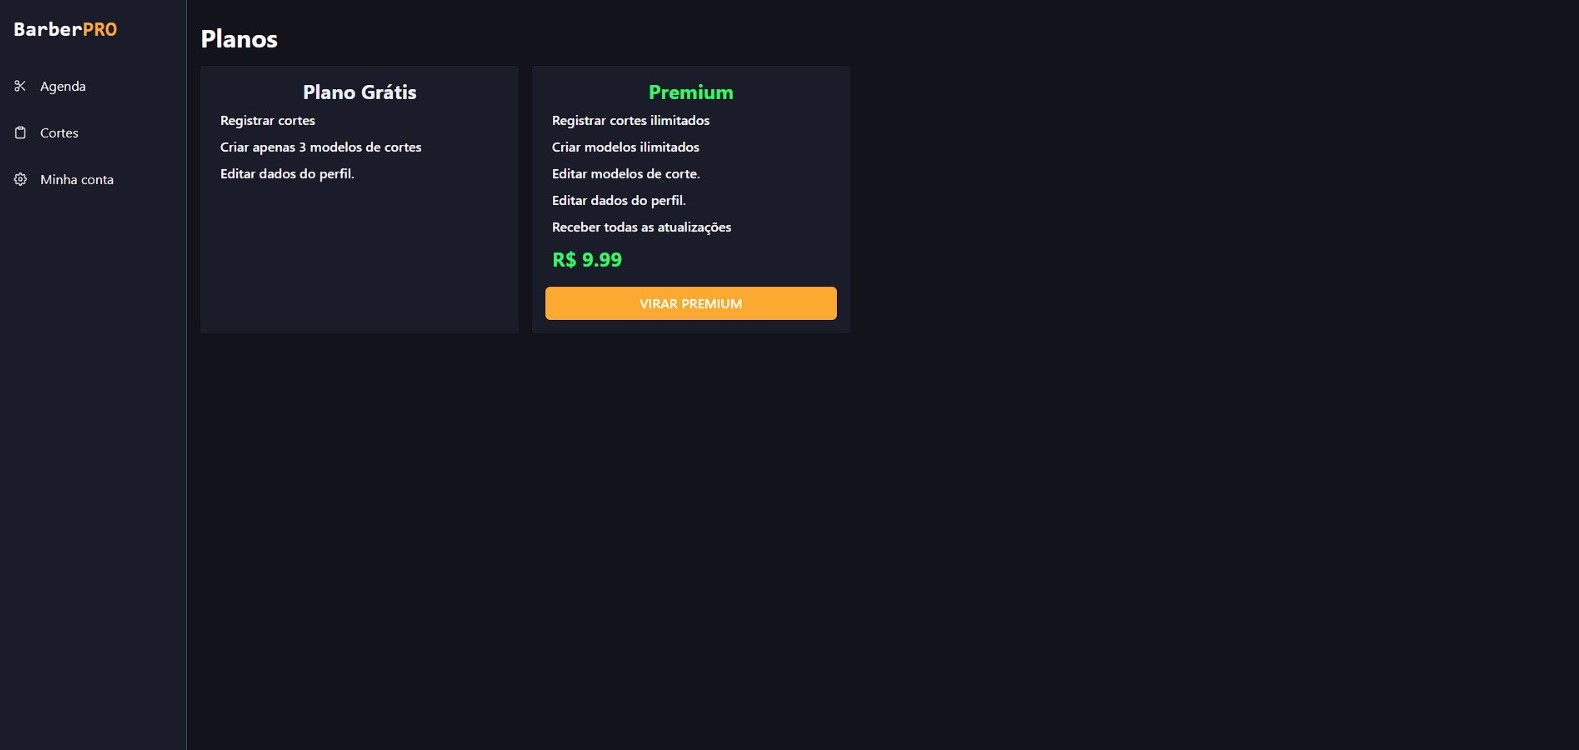 BarberPRO
Agenda
Cortes
Minha conta
Planos
Plano Grátis
Registrar cortes
Criar apenas 3 modelos de cortes
Editar dados do perfil.
Premium
Registrar cortes ilimitados
Criar modelos ilimitados
Editar modelos de corte.
Editar dados do perfil.
Receber todas as atualizações
R$ 9.99
VIRAR PREMIUM